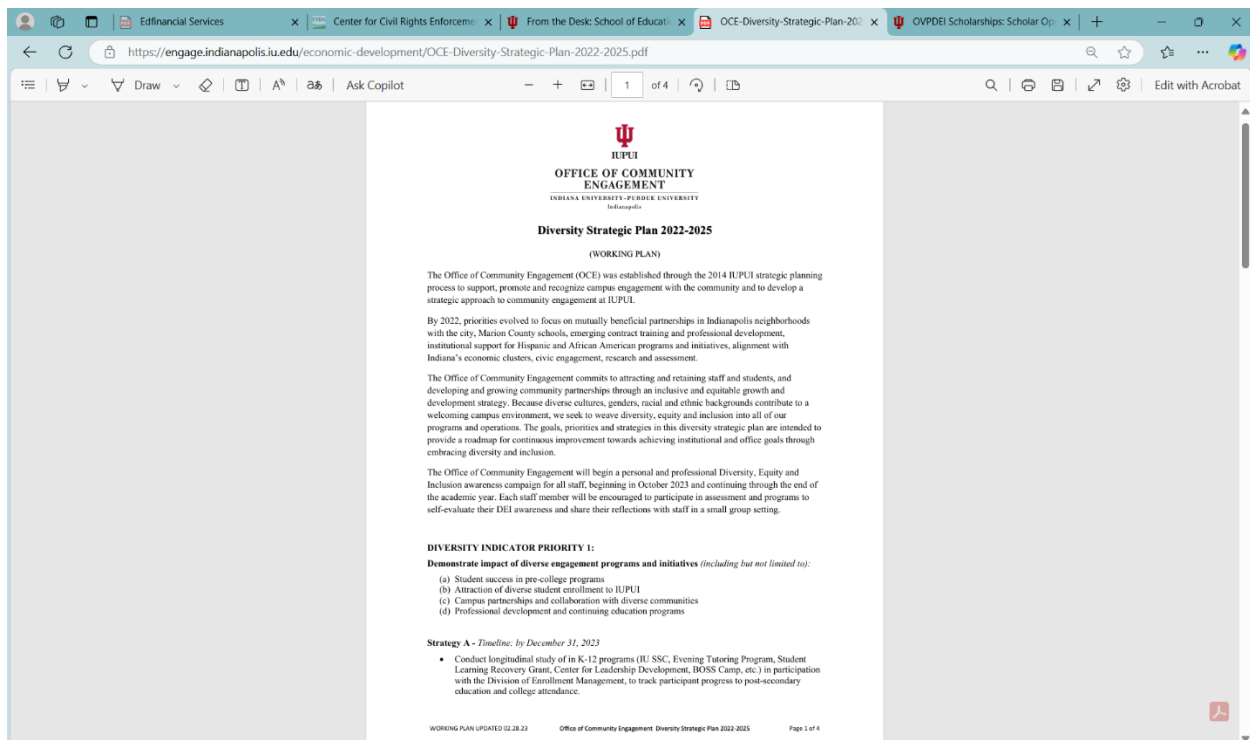 Edfinancial Services
Center for Civil Rights Enforceme
From the Desk: School of Educati
OCE-Diversity-Strategic-Plan-202
OVPDEI Scholarships: Scholar Op
https://engage.indianapolis.iu.edu/economic-development/OCE-Diversity-Strategic-Plan-2022-2025.pdf
Draw
Ask Copilot
1 of 4
Edit with Acrobat
IUPUI
OFFICE OF COMMUNITY
ENGAGEMENT
INDIANA UNIVERSITY–PURDUE UNIVERSITY
Indianapolis
Diversity Strategic Plan 2022-2025
(WORKING PLAN)
The Office of Community Engagement (OCE) was established through the 2014 IUPUI strategic planning
process to support, promote and recognize campus engagement with the community and to develop a
strategic approach to community engagement at IUPUI.
By 2022, priorities evolved to focus on mutually beneficial partnerships in Indianapolis neighborhoods
with the city, Marion County schools, emerging contract training and professional development,
institutional support for Hispanic and African American programs and initiatives, alignment with
Indiana's economic clusters, civic engagement, research and assessment.
The Office of Community Engagement commits to attracting and retaining staff and students, and
developing and growing community partnerships through an inclusive and equitable growth and
development strategy. Because diverse cultures, genders, racial and ethnic backgrounds contribute to a
welcoming campus environment, we seek to weave diversity, equity and inclusion into all of our
programs and operations. The goals, priorities and strategies in this diversity strategic plan are intended to
provide a roadmap for continuous improvement towards achieving institutional and office goals through
embracing diversity and inclusion.
The Office of Community Engagement will begin a personal and professional Diversity, Equity and
Inclusion awareness campaign for all staff, beginning in October 2023 and continuing through the end of
the academic year. Each staff member will be encouraged to participate in assessment and programs to
self-evaluate their DEI awareness and share their reflections with staff in a small group setting.
DIVERSITY INDICATOR PRIORITY 1:
Demonstrate impact of diverse engagement programs and initiatives (including but not limited to):
(a) Student success in pre-college programs
(b) Attraction of diverse student enrollment to IUPUI
(c) Campus partnerships and collaboration with diverse communities
(d) Professional development and continuing education programs
Strategy A - Timeline: by December 31, 2023
• Conduct longitudinal study of in K-12 programs (IU SSC, Evening Tutoring Program, Student
Learning Recovery Grant, Center for Leadership Development, BOSS Camp, etc.) in participation
with the Division of Enrollment Management, to track participant progress to post-secondary
education and college attendance.
WORKING PLAN UPDATED 02.28.23 Office of Community Engagement Diversity Strategic Plan 2022-2025 Page 1 of 4